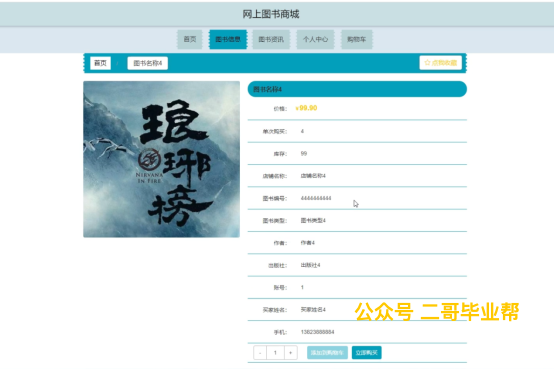 网上图书商城
首页 图书信息 图书资讯 个人中心 购物车
首页 图书名称4 点我收藏
琅琊榜
NIRVANA
IN FIRE
图书名称4
价格: ¥99.90
单次购买: 4
库存: 99
店铺名称: 店铺名称4
图书编号: 4444444444
图书类型: 图书类型4
作者: 作者4
出版社: 出版社4
账号: 1
买家姓名: 买家姓名4
手机: 13823888884
公众号 二哥毕业帮
- 1 + 添加到购物车 立即购买